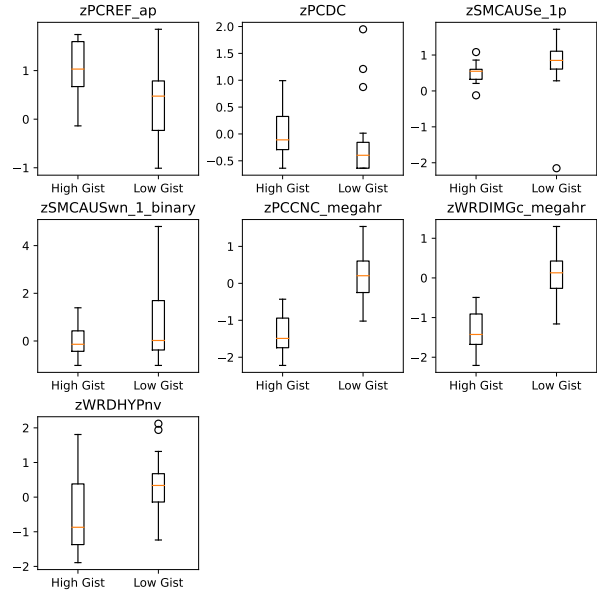 zPCREF_ap
1
0
−1
High Gist Low Gist
zPCDC
2.0
1.5
1.0
0.5
0.0
−0.5
High Gist Low Gist
zSMCAUSe_1p
1
0
−1
−2
High Gist Low Gist
zSMCAUSwn_1_binary
4
2
0
High Gist Low Gist
zPCCNC_megahr
1
0
−1
−2
High Gist Low Gist
zWRDIMGc_megahr
1
0
−1
−2
High Gist Low Gist
zWRDHYPnv
2
1
0
−1
−2
High Gist Low Gist